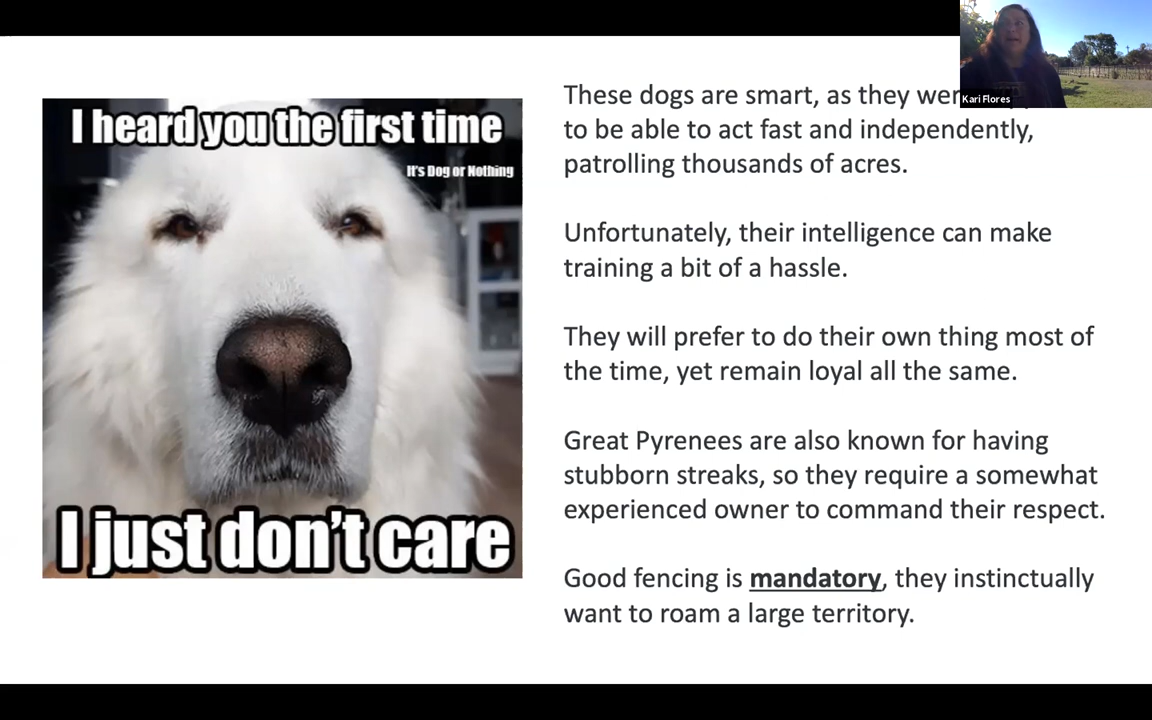 I heard you the first time
It's Dog or Nothing
I just don't care
These dogs are smart, as they wer
to be able to act fast and independently,
patrolling thousands of acres.
Unfortunately, their intelligence can make
training a bit of a hassle.
They will prefer to do their own thing most of
the time, yet remain loyal all the same.
Great Pyrenees are also known for having
stubborn streaks, so they require a somewhat
experienced owner to command their respect.
Good fencing is mandatory, they instinctually
want to roam a large territory.
Kari Flores